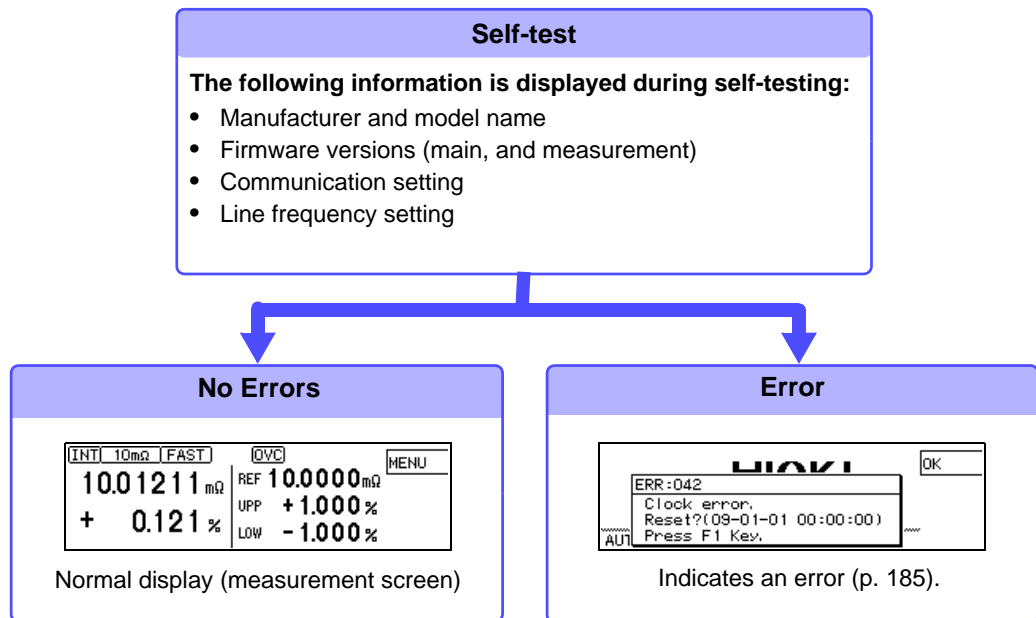 Self-test
The following information is displayed during self-testing:
• Manufacturer and model name
• Firmware versions (main, and measurement)
• Communication setting
• Line frequency setting
No Errors
INT 10mΩ FAST OVC MENU
10.01211 mΩ REF 10.0000mΩ
UPP +1.000 %
+ 0.121 % LOW -1.000 %
Normal display (measurement screen)
Error
OK
ERR:042
Clock error.
Reset?(09-01-01 00:00:00)
Press F1 Key.
Indicates an error (p. 185).